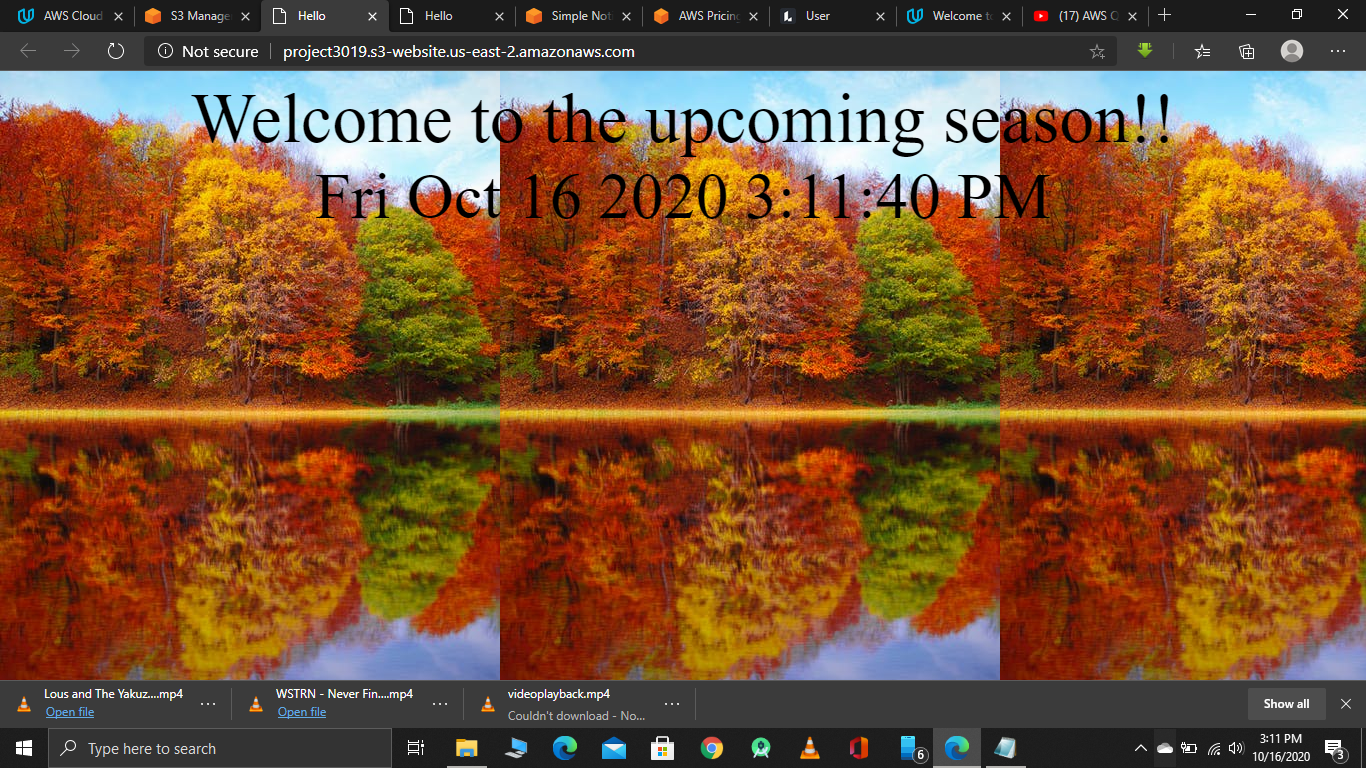 AWS Cloud
S3 Manage
Hello
Hello
Simple Not
AWS Pricing
User
Welcome to
(17) AWS Q
Not secure
project3019.s3-website.us-east-2.amazonaws.com
Welcome to the upcoming season!!
Fri Oct 16 2020 3:11:40 PM
Lous and The Yakuz....mp4
Open file
WSTRN - Never Fin....mp4
Open file
videoplayback.mp4
Couldn't download - No...
Show all
Type here to search
6
3:11 PM
10/16/2020
3